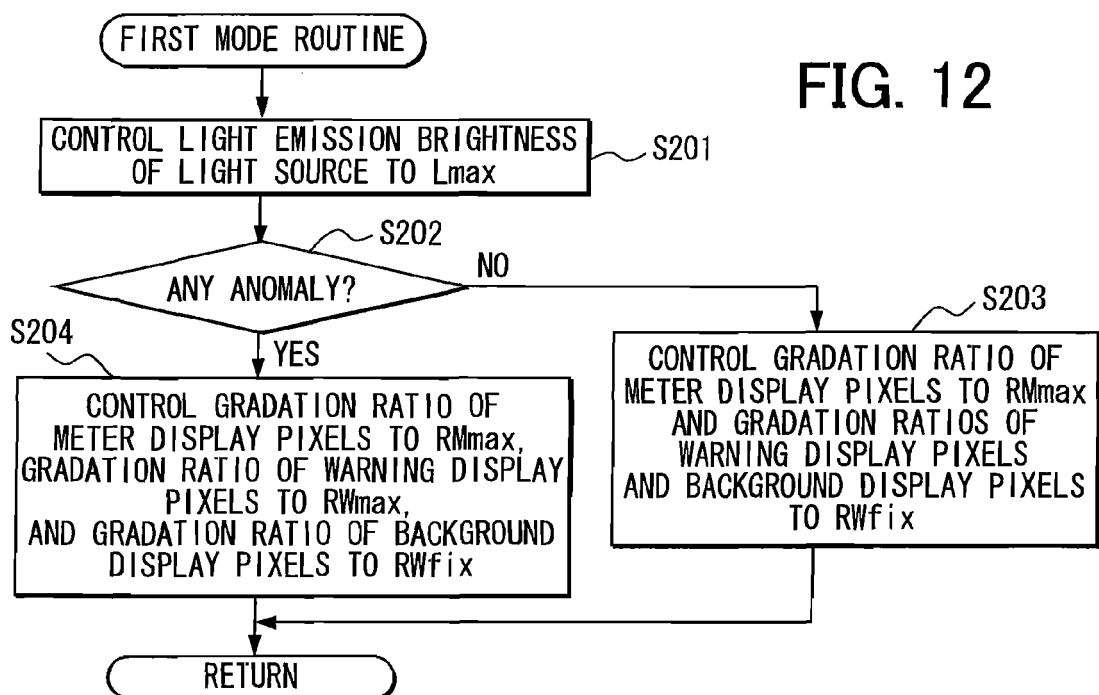 FIRST MODE ROUTINE
FIG. 12
CONTROL LIGHT EMISSION BRIGHTNESS
OF LIGHT SOURCE TO Lmax
S201
S202
ANY ANOMALY?
NO
YES
S204
CONTROL GRADATION RATIO OF
METER DISPLAY PIXELS TO RMmax,
GRADATION RATIO OF WARNING DISPLAY
PIXELS TO RWmax,
AND GRADATION RATIO OF BACKGROUND
DISPLAY PIXELS TO RWfix
S203
CONTROL GRADATION RATIO OF
METER DISPLAY PIXELS TO RMmax
AND GRADATION RATIOS OF
WARNING DISPLAY PIXELS
AND BACKGROUND DISPLAY PIXELS
TO RWfix
RETURN